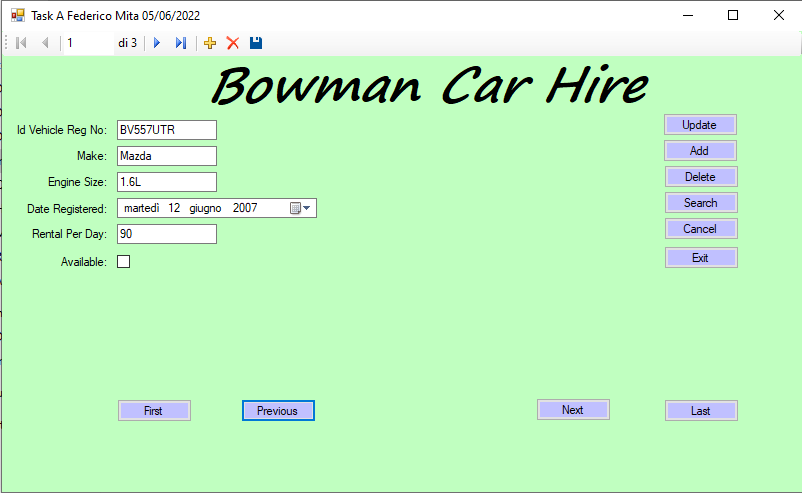 Task A Federico Mita 05/06/2022
1 di 3
Bowman Car Hire
Id Vehicle Reg No: BV557UTR
Update
Make: Mazda
Add
Engine Size: 1.6L
Delete
Date Registered: martedì 12 giugno 2007
Search
Rental Per Day: 90
Cancel
Available:
Exit
First Previous Next Last